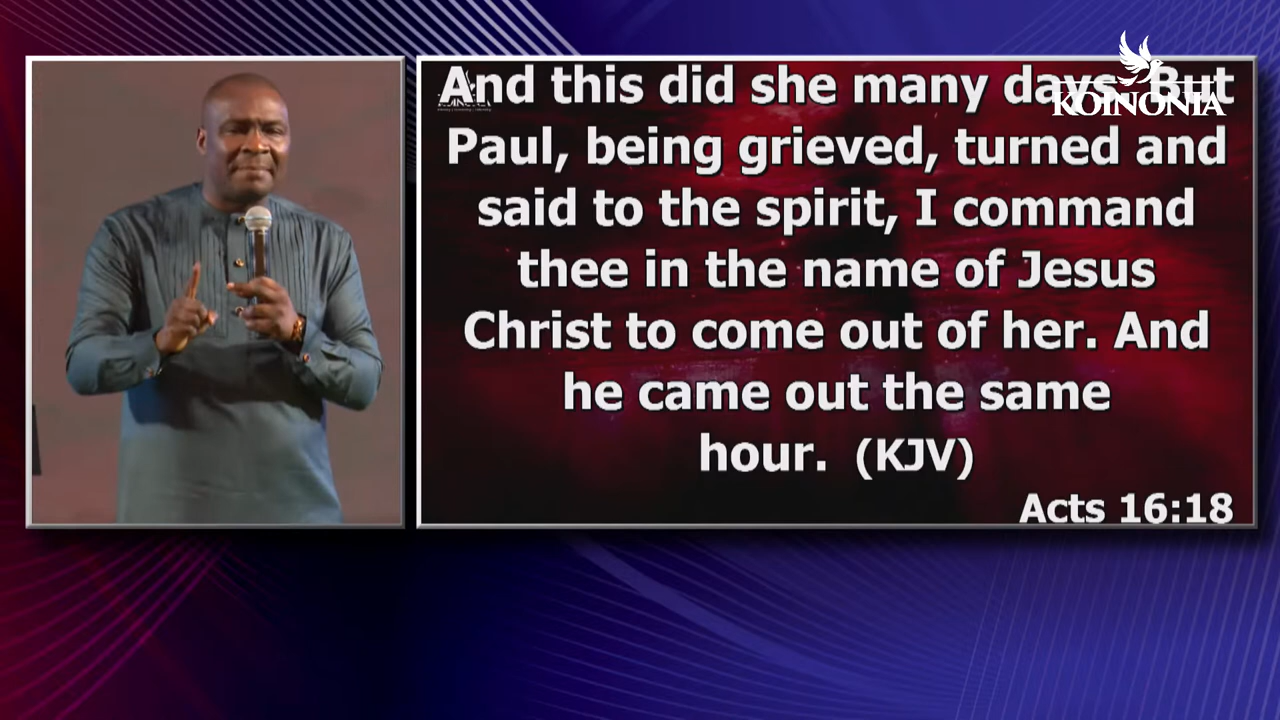 KOINONIA
And this did she many days. But
Paul, being grieved, turned and
said to the spirit, I command
thee in the name of Jesus
Christ to come out of her. And
he came out the same
hour. (KJV)
Acts 16:18